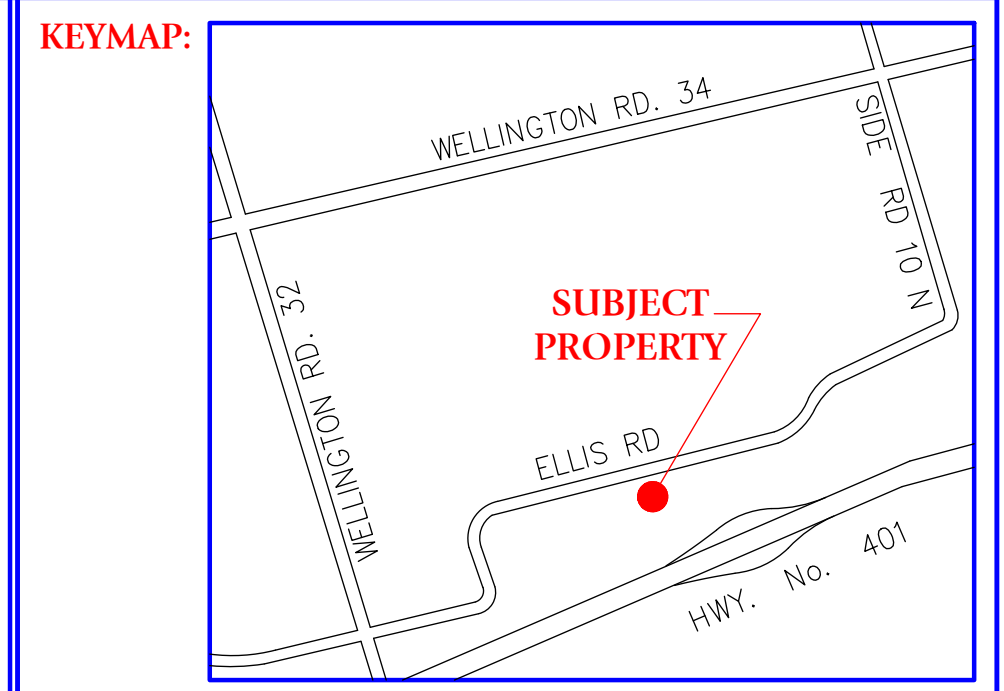 KEYMAP:
WELLINGTON RD. 34
SIDE RD 10 N
WELLINGTON RD. 32
SUBJECT
PROPERTY
ELLIS RD
HWY. No. 401